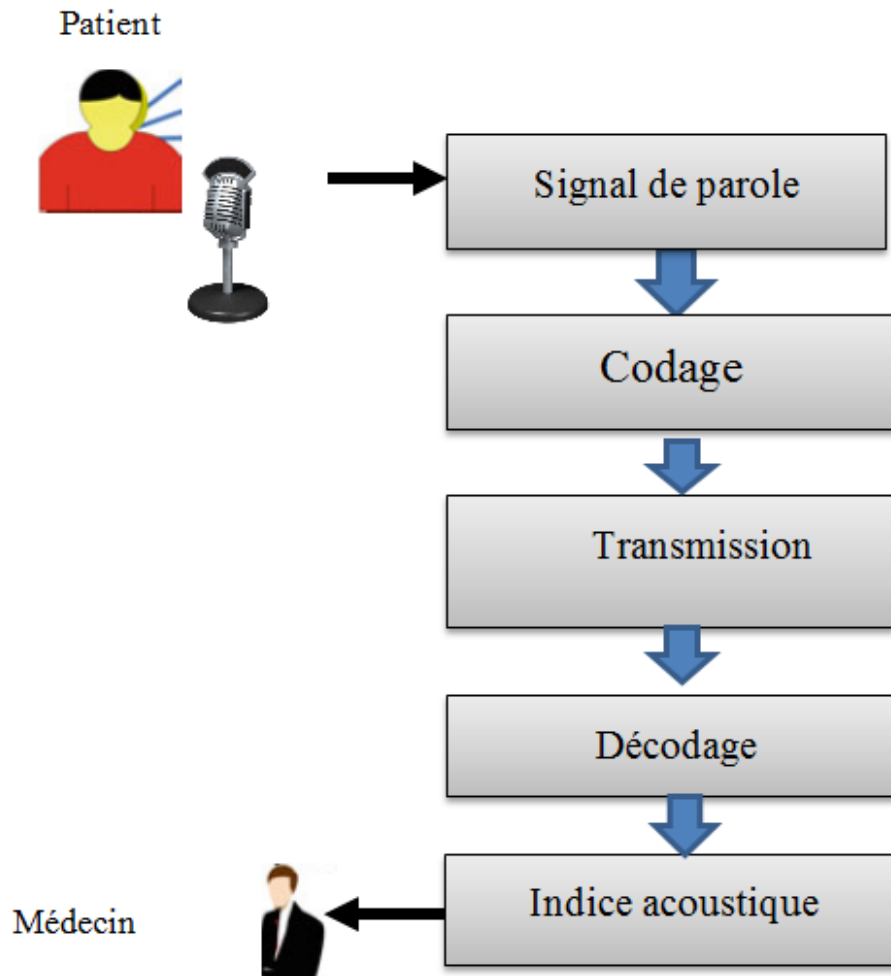 Patient
Signal de parole
Codage
Transmission
Décodage
Indice acoustique
Médecin